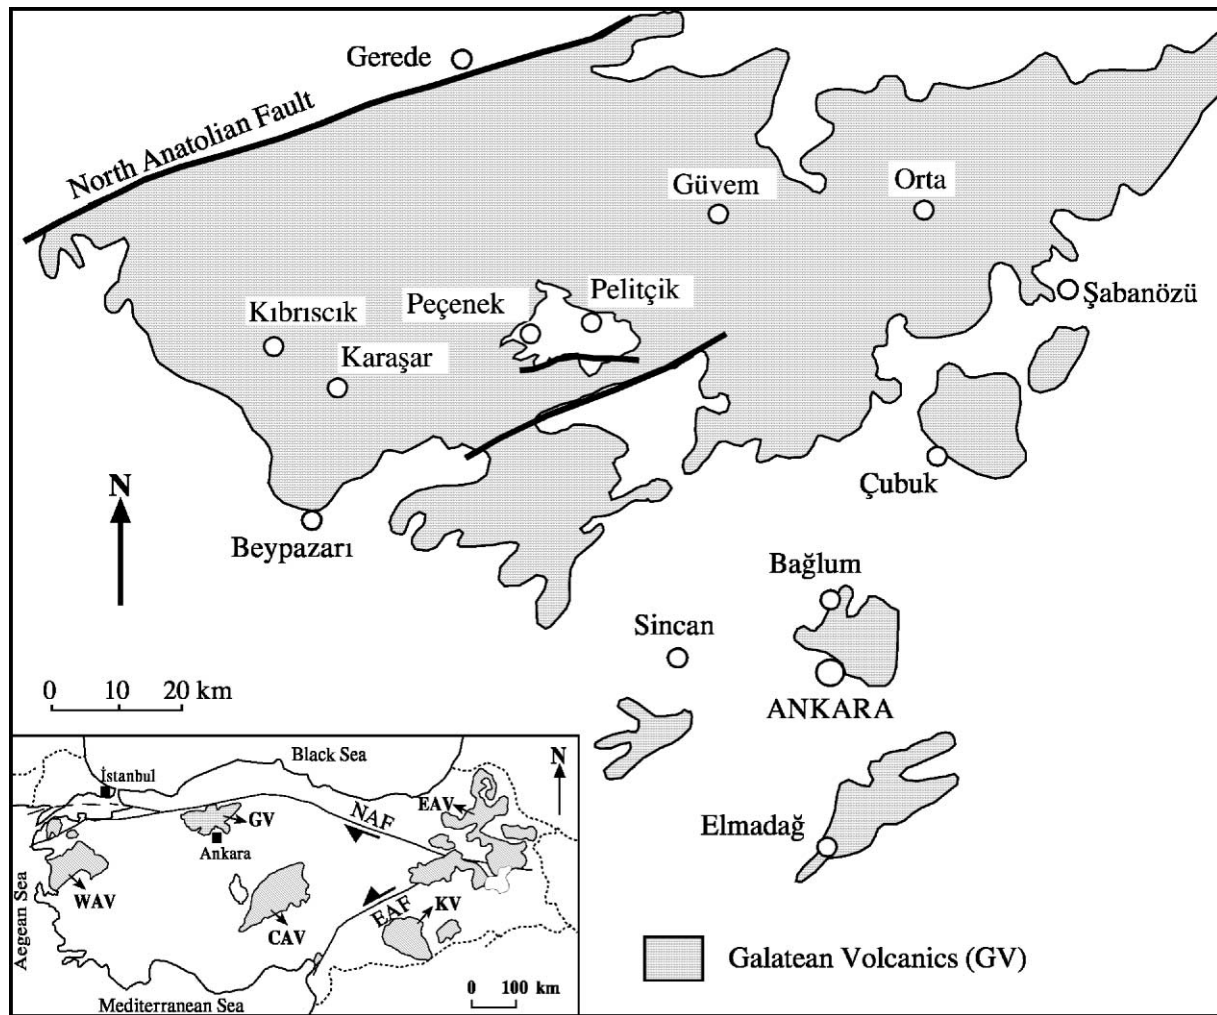 Gerede
North Anatolian Fault
Güvem
Orta
Şabanözü
Pelitçik
Peçenek
Kıbrıscık
Karaşar
Çubuk
N
Beypazarı
Bağlum
Sincan
ANKARA
0 10 20 km
Elmadağ
Galatean Volcanics (GV)
Black Sea
N
İstanbul
NAF
EAV
GV
Ankara
WAV
Aegean Sea
CAV
EAF
KV
Mediterranean Sea
0 100 km